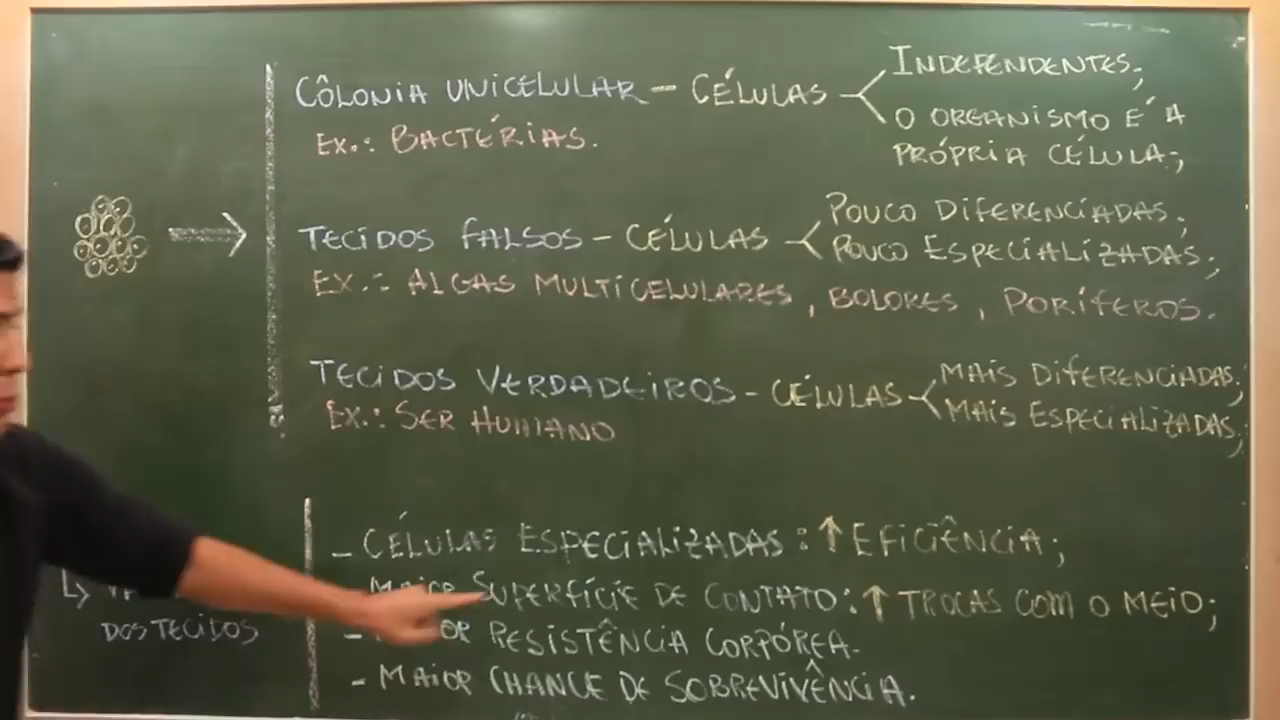 CÔLONIA UNICELULAR - CÉLULAS
INDEPENDENTES;
O ORGANISMO É A
PRÓPRIA CÉLULA;
EX.: BACTÉRIAS.
TECIDOS FALSOS - CÉLULAS
POUCO DIFERENCIADAS;
POUCO ESPECIALIZADAS;
EX.: ALGAS MULTICELULARES, BOLORES, PORÍFEROS.
TECIDOS VERDADEIROS - CÉLULAS
MAIS DIFERENCIADAS;
MAIS ESPECIALIZADAS;
EX.: SER HUMANO
- CÉLULAS ESPECIALIZADAS: ↑ EFICIÊNCIA;
MAIOR SUPERFÍCIE DE CONTATO: ↑ TROCAS COM O MEIO;
- RESISTÊNCIA CORPÓREA.
- MAIOR CHANCE DE SOBREVIVÊNCIA.
↳
DOS TECIDOS